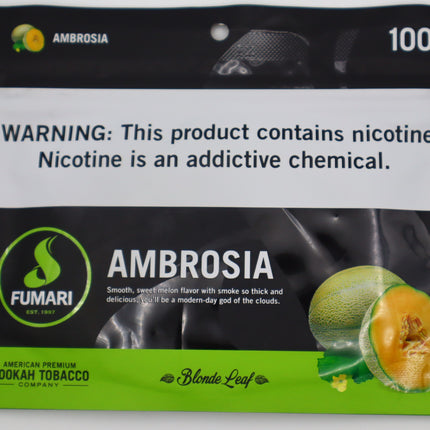 AMBROSIA
100
WARNING: This product contains nicotine
Nicotine is an addictive chemical.
FUMARI
EST. 1997
AMBROSIA
Smooth, sweet melon flavor with smoke so thick and
delicious, you'll be a modern-day god of the clouds.
AMERICAN PREMIUM
OOKAH TOBACCO
COMPANY
Blonde Leaf